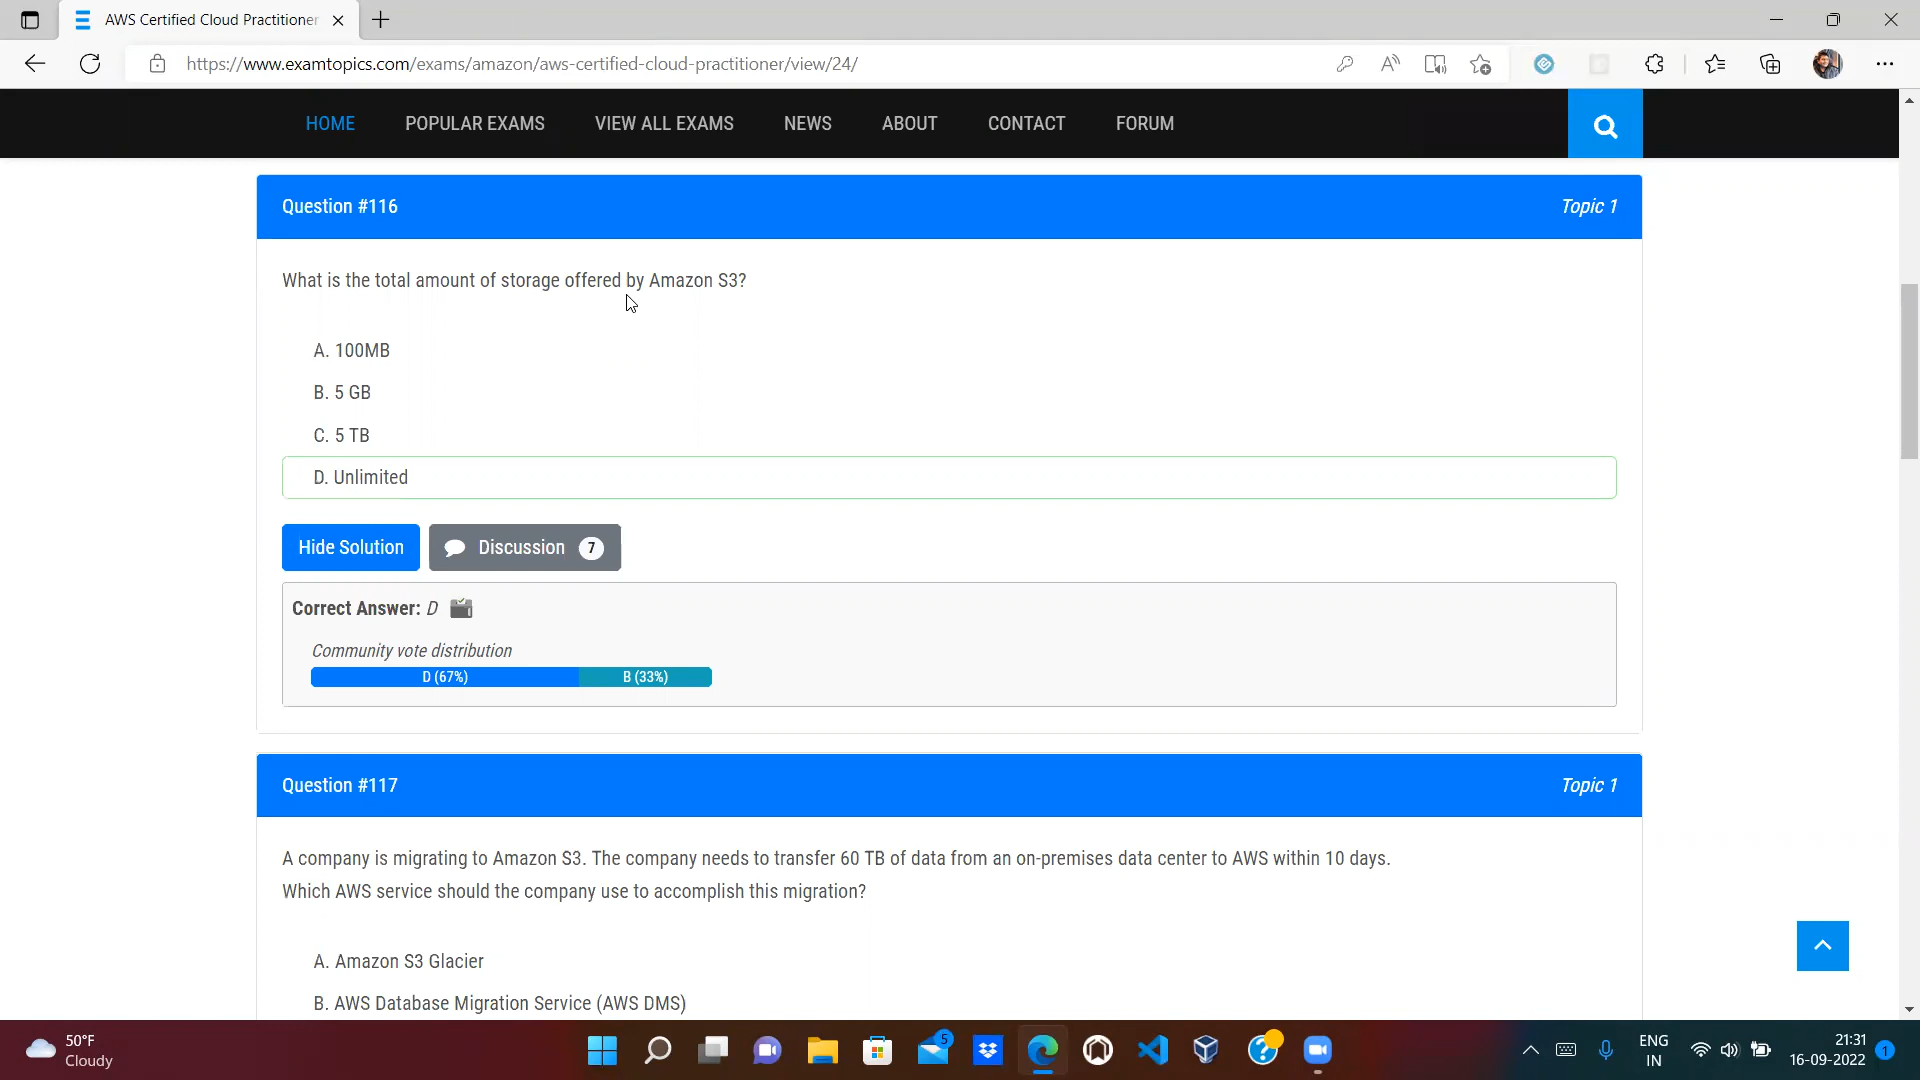 AWS Certified Cloud Practitioner
https://www.examtopics.com/exams/amazon/aws-certified-cloud-practitioner/view/24/
HOME
POPULAR EXAMS
VIEW ALL EXAMS
NEWS
ABOUT
CONTACT
FORUM
Question #116
Topic 1
What is the total amount of storage offered by Amazon S3?
A. 100MB
B. 5 GB
C. 5 TB
D. Unlimited
Hide Solution
Discussion 7
Correct Answer: D
Community vote distribution
D (67%)
B (33%)
Question #117
Topic 1
A company is migrating to Amazon S3. The company needs to transfer 60 TB of data from an on-premises data center to AWS within 10 days.
Which AWS service should the company use to accomplish this migration?
A. Amazon S3 Glacier
B. AWS Database Migration Service (AWS DMS)
50°F
Cloudy
5
ENG
IN
21:31
16-09-2022
1